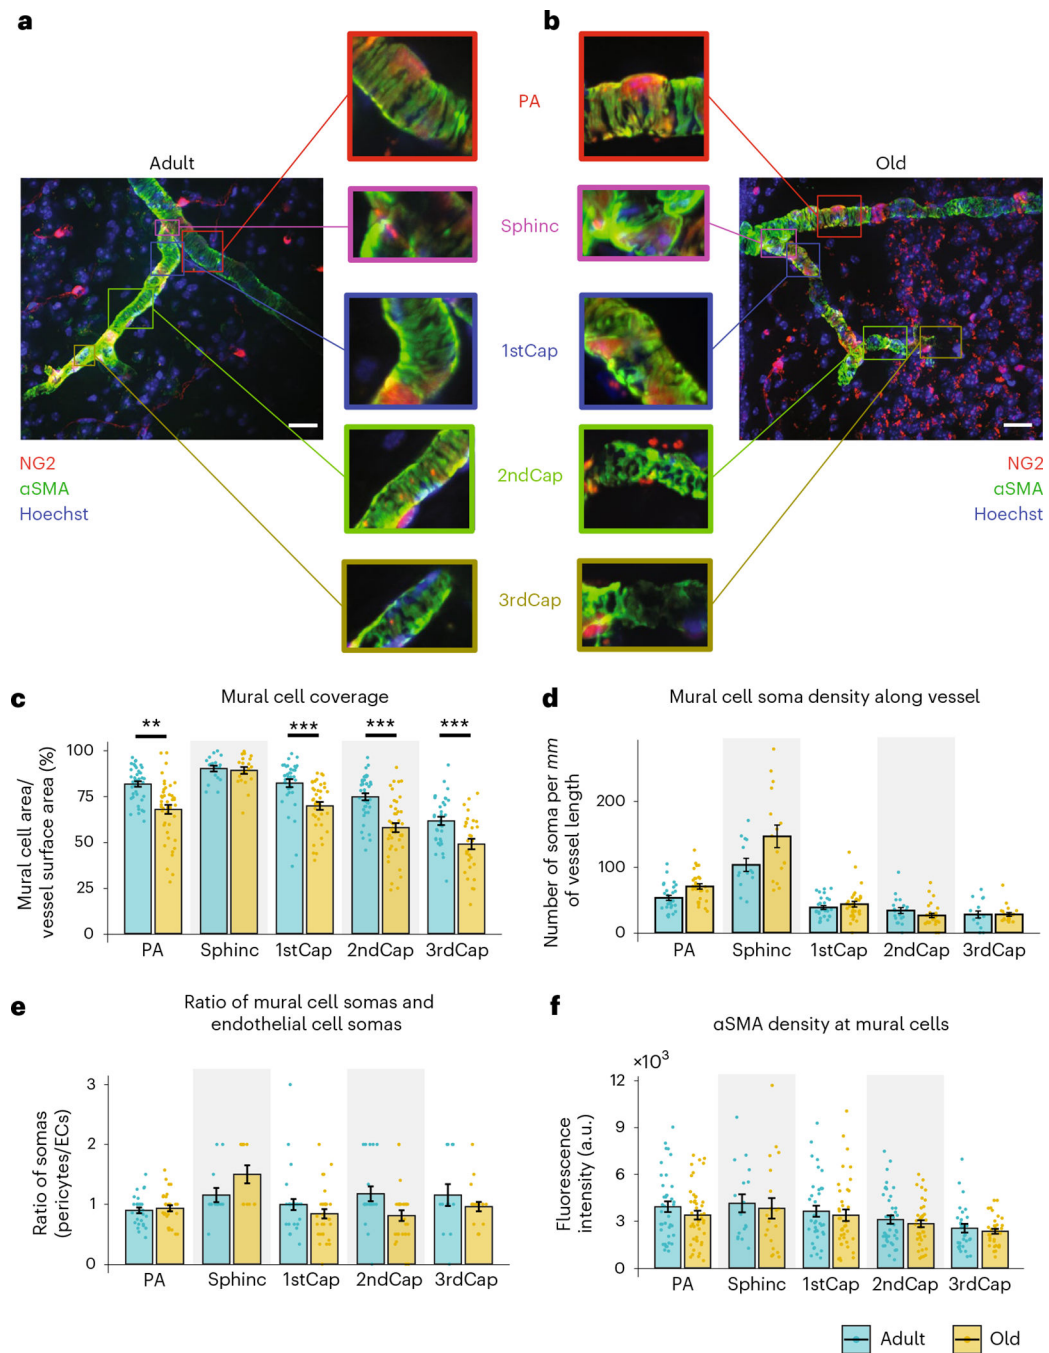 a
b
PA
Adult
Old
Sphinc
1stCap
2ndCap
3rdCap
NG2
αSMA
Hoechst
NG2
αSMA
Hoechst
c
Mural cell coverage
Mural cell area/
vessel surface area (%)
100
75
50
25
0
**
***
***
***
PA
Sphinc
1stCap
2ndCap
3rdCap
d
Mural cell soma density along vessel
Number of soma per mm
of vessel length
200
100
0
PA
Sphinc
1stCap
2ndCap
3rdCap
e
Ratio of mural cell somas and
endothelial cell somas
Ratio of somas
(pericytes/ECs)
3
2
1
0
PA
Sphinc
1stCap
2ndCap
3rdCap
f
αSMA density at mural cells
×10³
Fluorescence
intensity (a.u.)
12
9
6
3
0
PA
Sphinc
1stCap
2ndCap
3rdCap
Adult
Old